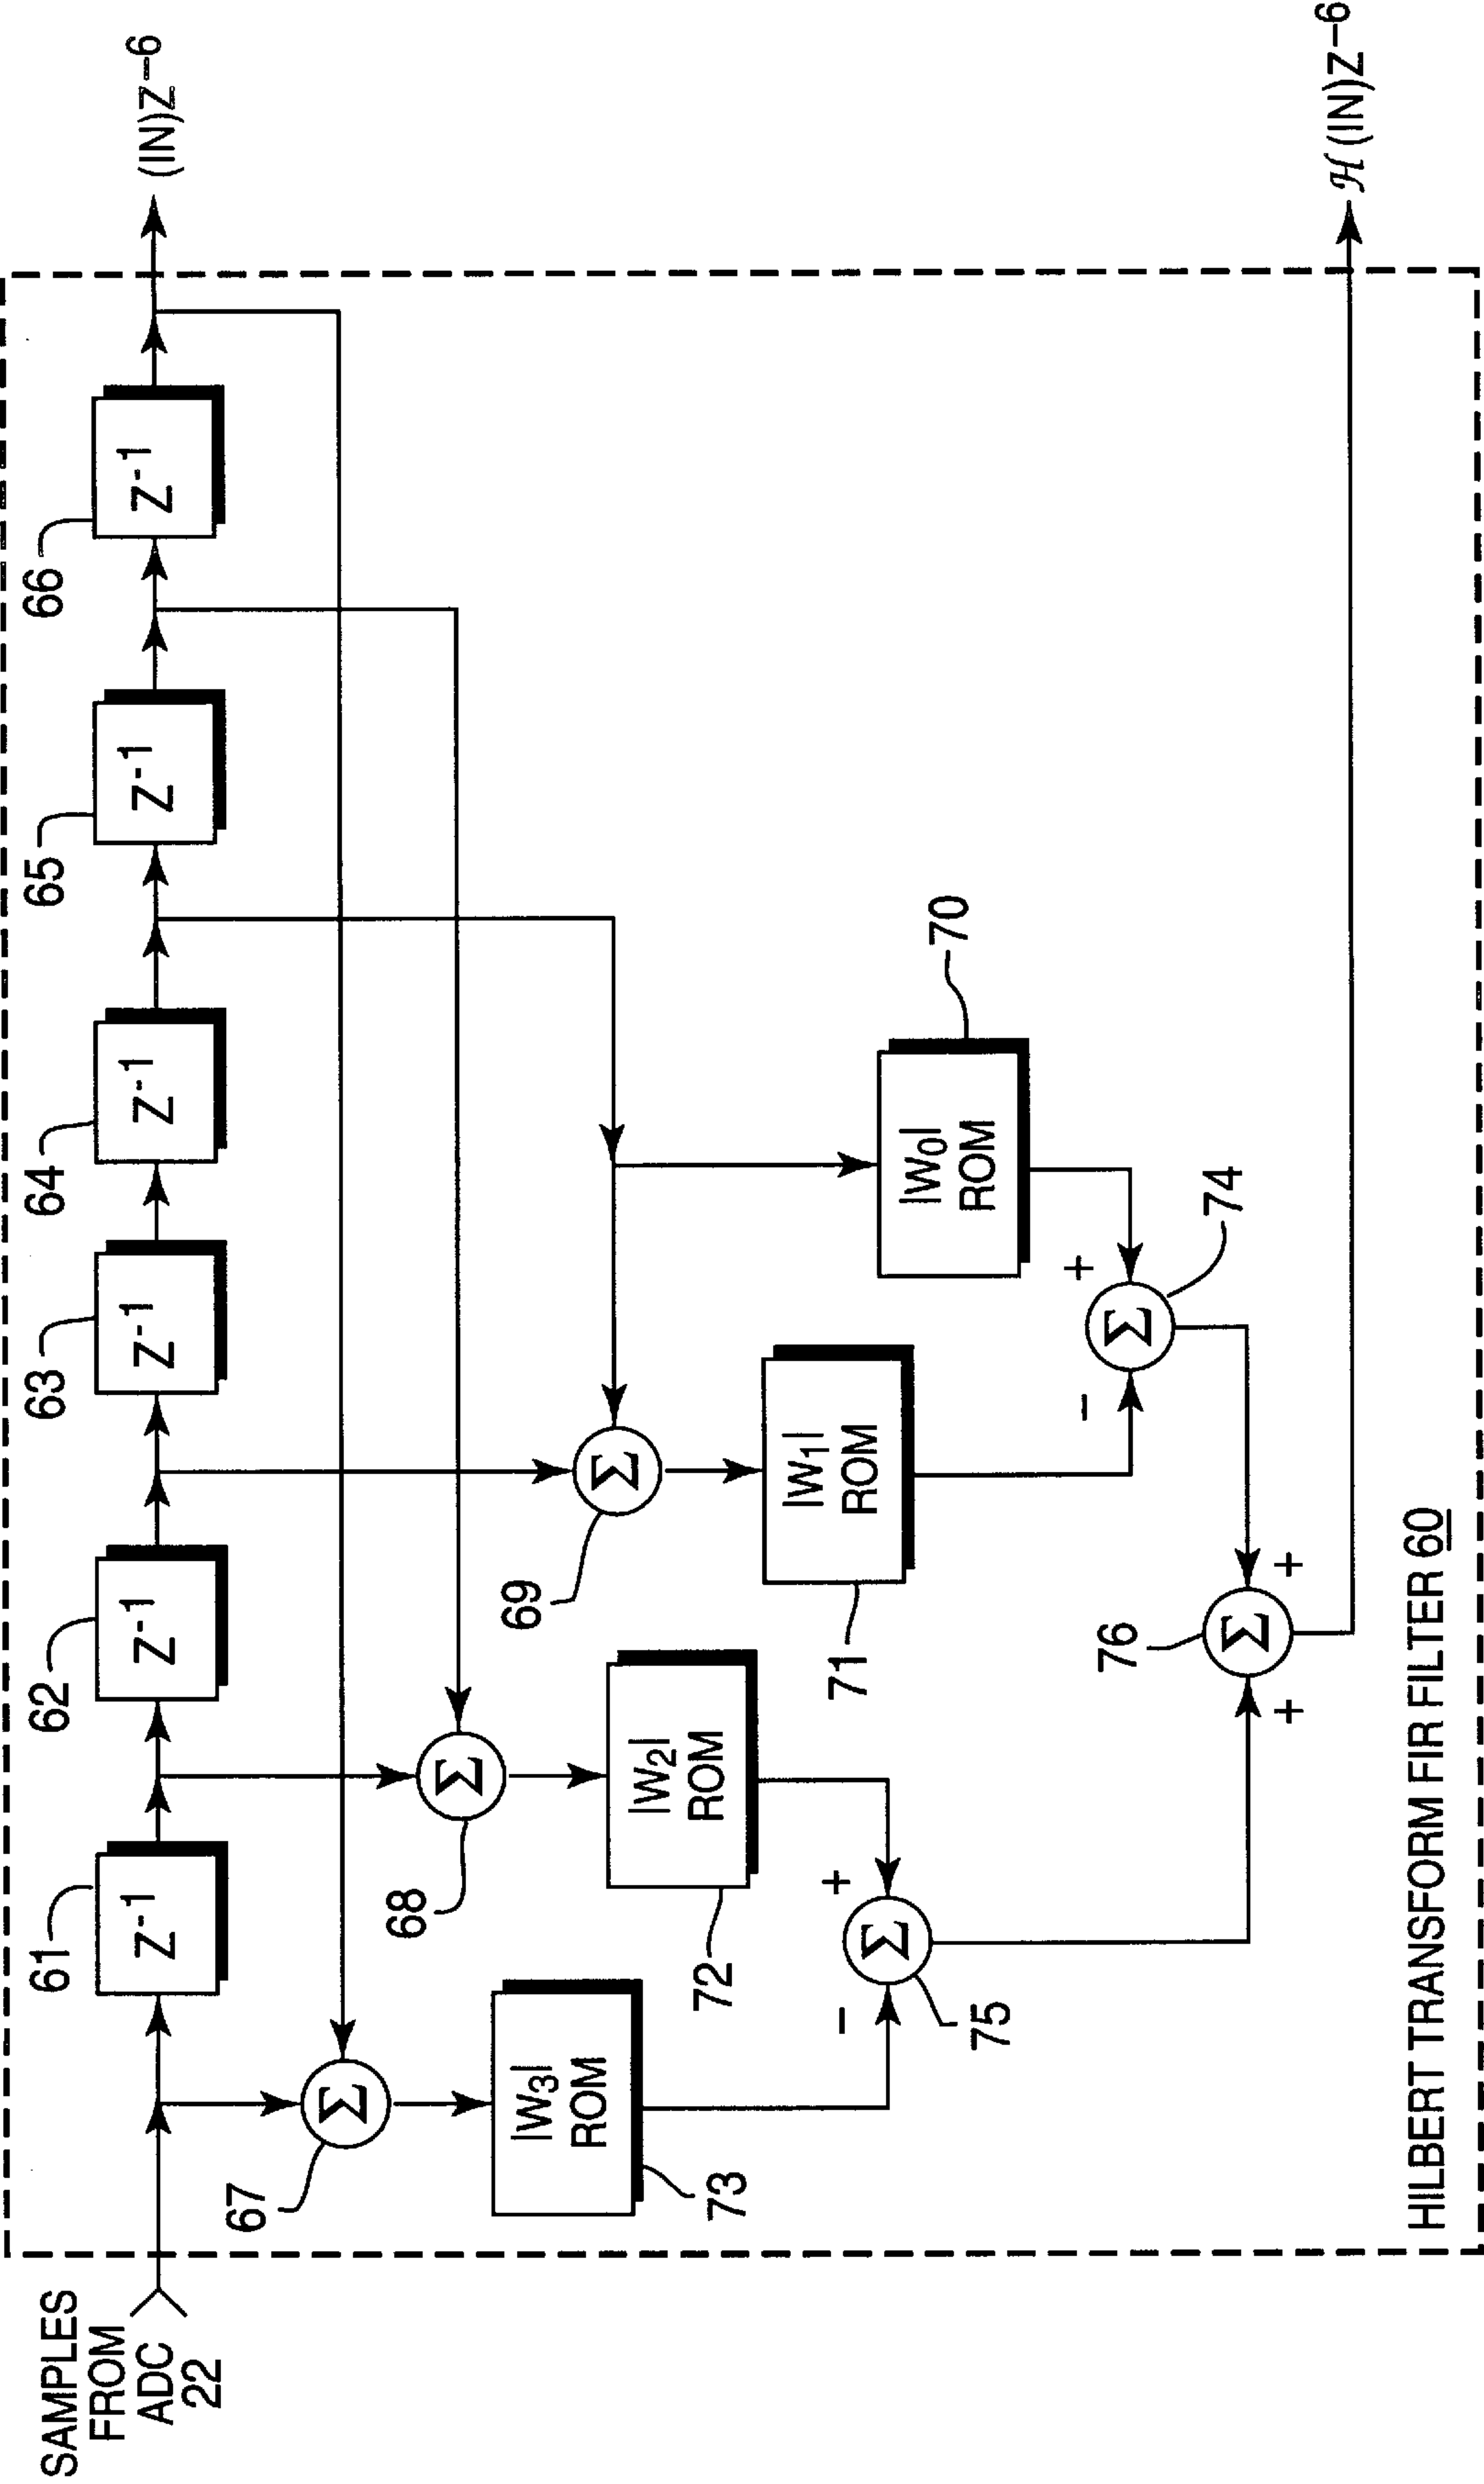 SAMPLES
FROM
ADC
22
61
Z⁻¹
62
Z⁻¹
63
Z⁻¹
64
Z⁻¹
65
Z⁻¹
66
Z⁻¹
(IN)Z⁻⁶
67
Σ
68
Σ
69
Σ
|W₃|
ROM
73
|W₂|
ROM
72
|W₁|
ROM
71
|W₀|
ROM
70
−
+
Σ
75
−
+
Σ
74
+
+
Σ
76
ℋ(IN)Z⁻⁶
HILBERT TRANSFORM FIR FILTER 60